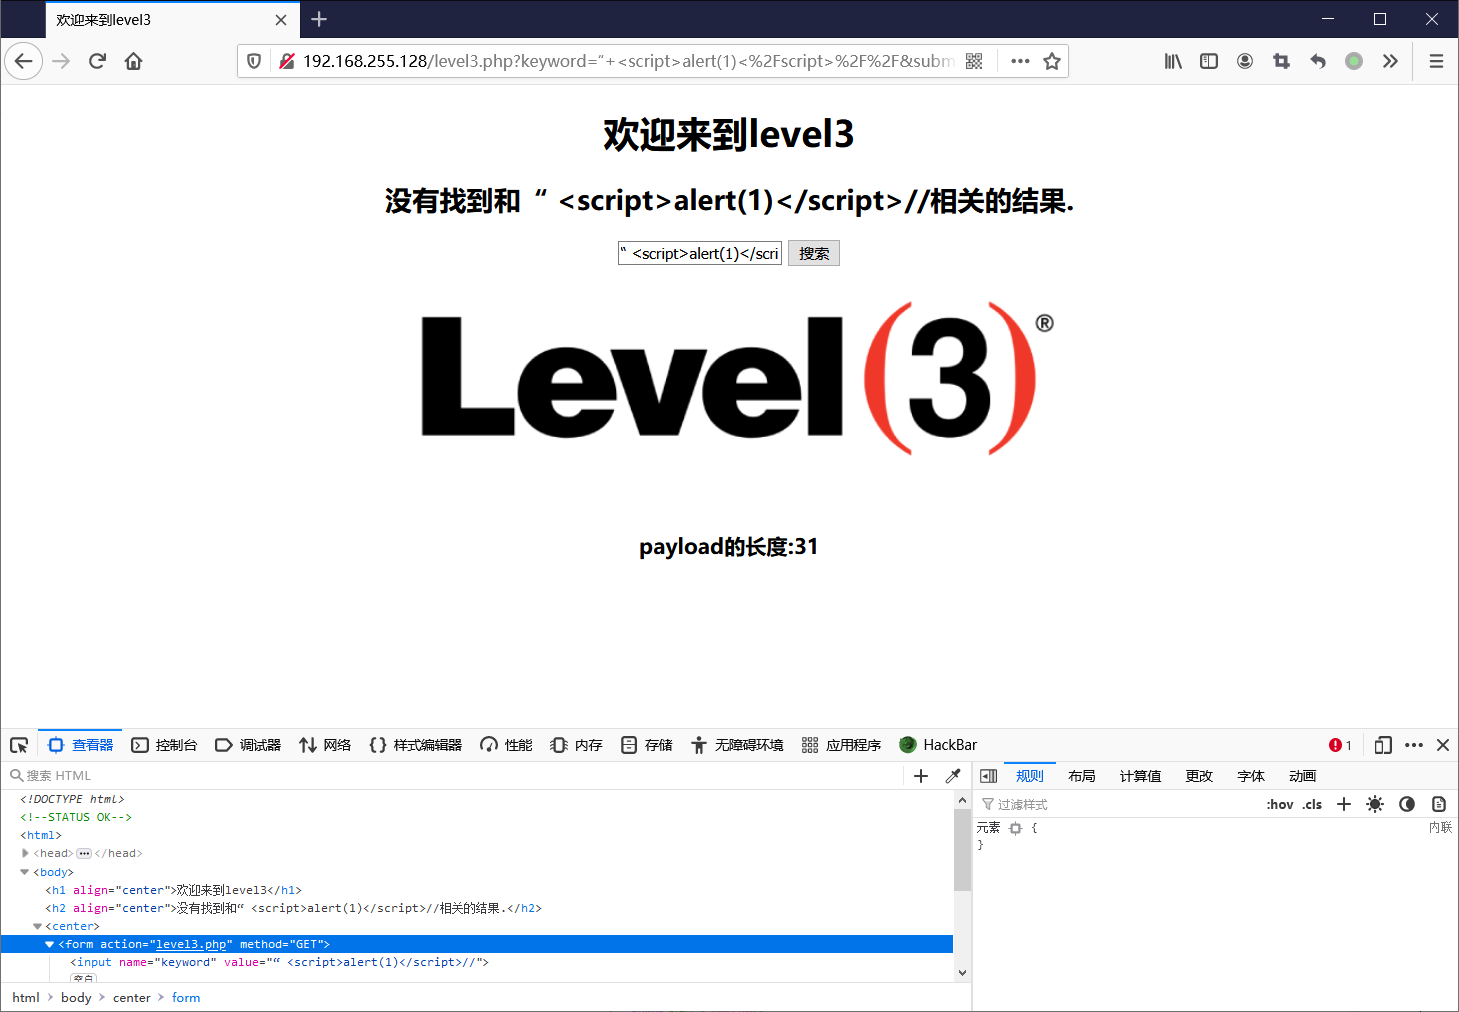 欢迎来到level3
192.168.255.128/level3.php?keyword=“+<script>alert(1)<%2Fscript>%2F%2F&subm
欢迎来到level3
没有找到和“ <script>alert(1)</script>//相关的结果.
“ <script>alert(1)</scri 搜索
Level(3)®
payload的长度:31
查看器 控制台 调试器 网络 {} 样式编辑器 性能 内存 存储 无障碍环境 应用程序 HackBar 1
搜索 HTML
规则 布局 计算值 更改 字体 动画
<!DOCTYPE html>
<!--STATUS OK-->
<html>
<head>⋯</head>
<body>
<h1 align="center">欢迎来到level3</h1>
<h2 align="center">没有找到和“ <script>alert(1)</script>//相关的结果.</h2>
<center>
<form action="level3.php" method="GET">
<input name="keyword" value="“ <script>alert(1)</script>//">
空白
html > body > center > form
过滤样式 :hov .cls
元素 { 内联
}